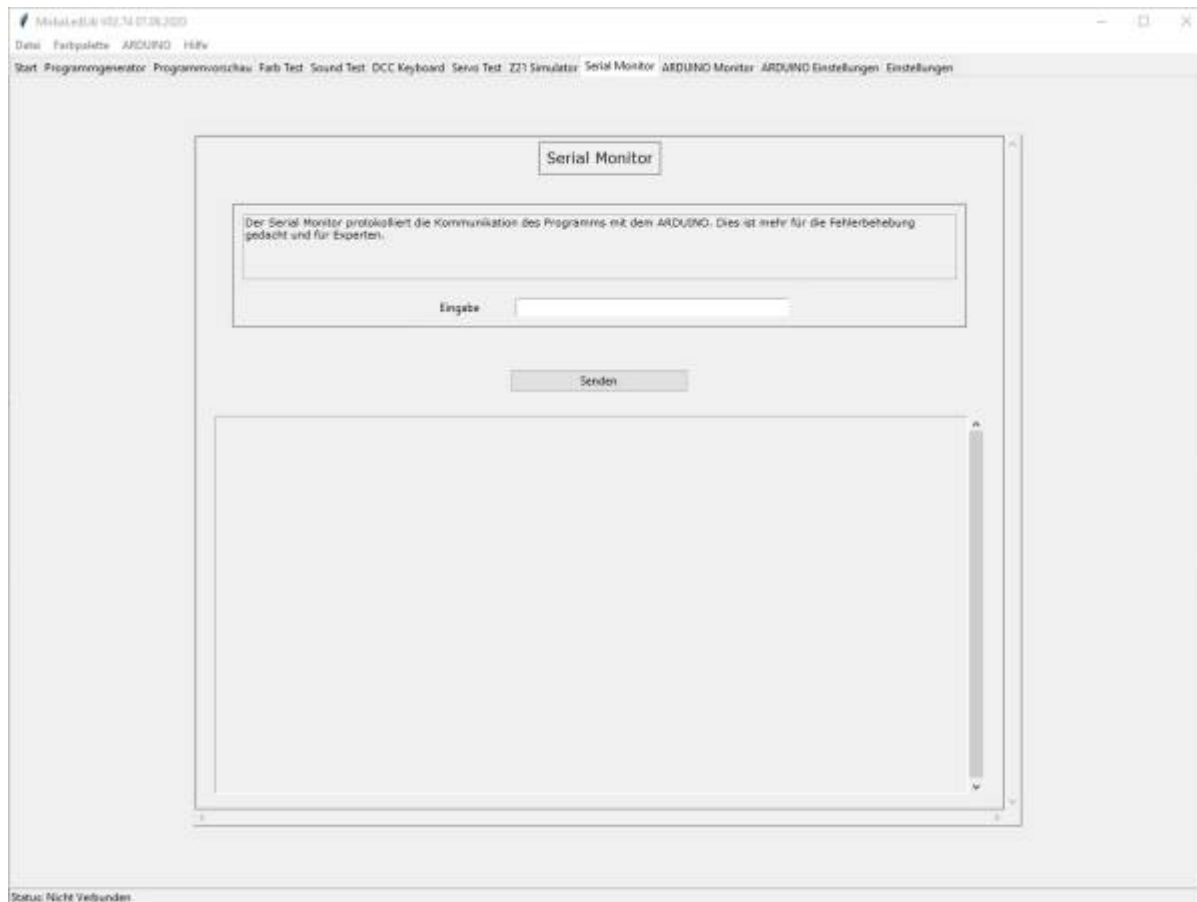 MobaLedLib V02.74 07.06.2020
Datei Farbpalette ARDUINO Hilfe
Start Programmgenerator Programmvorschau Farb Test Sound Test DCC Keyboard Servo Test Z21 Simulator Serial Monitor ARDUINO Monitor ARDUINO Einstellungen Einstellungen
Serial Monitor
Der Serial Monitor protokolliert die Kommunikation des Programms mit dem ARDUINO. Dies ist mehr für die Fehlerbehebung
gedacht und für Experten.
Eingabe
Senden
Status: Nicht Verbunden